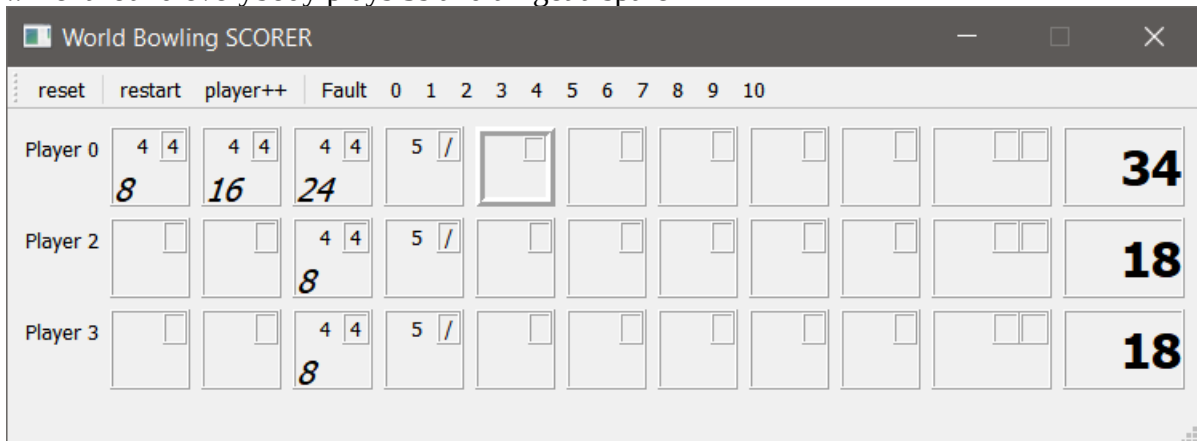 World Bowling SCORER
reset restart player++ Fault 0 1 2 3 4 5 6 7 8 9 10
Player 0 4 4 4 4 4 4 5 /
8 16 24 34
Player 2 4 4 5 /
8 18
Player 3 4 4 5 /
8 18